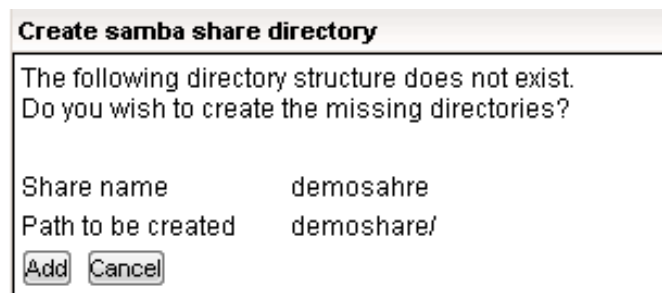 Create samba share directory
The following directory structure does not exist.
Do you wish to create the missing directories?
Share name demosahre
Path to be created demoshare/
Add Cancel